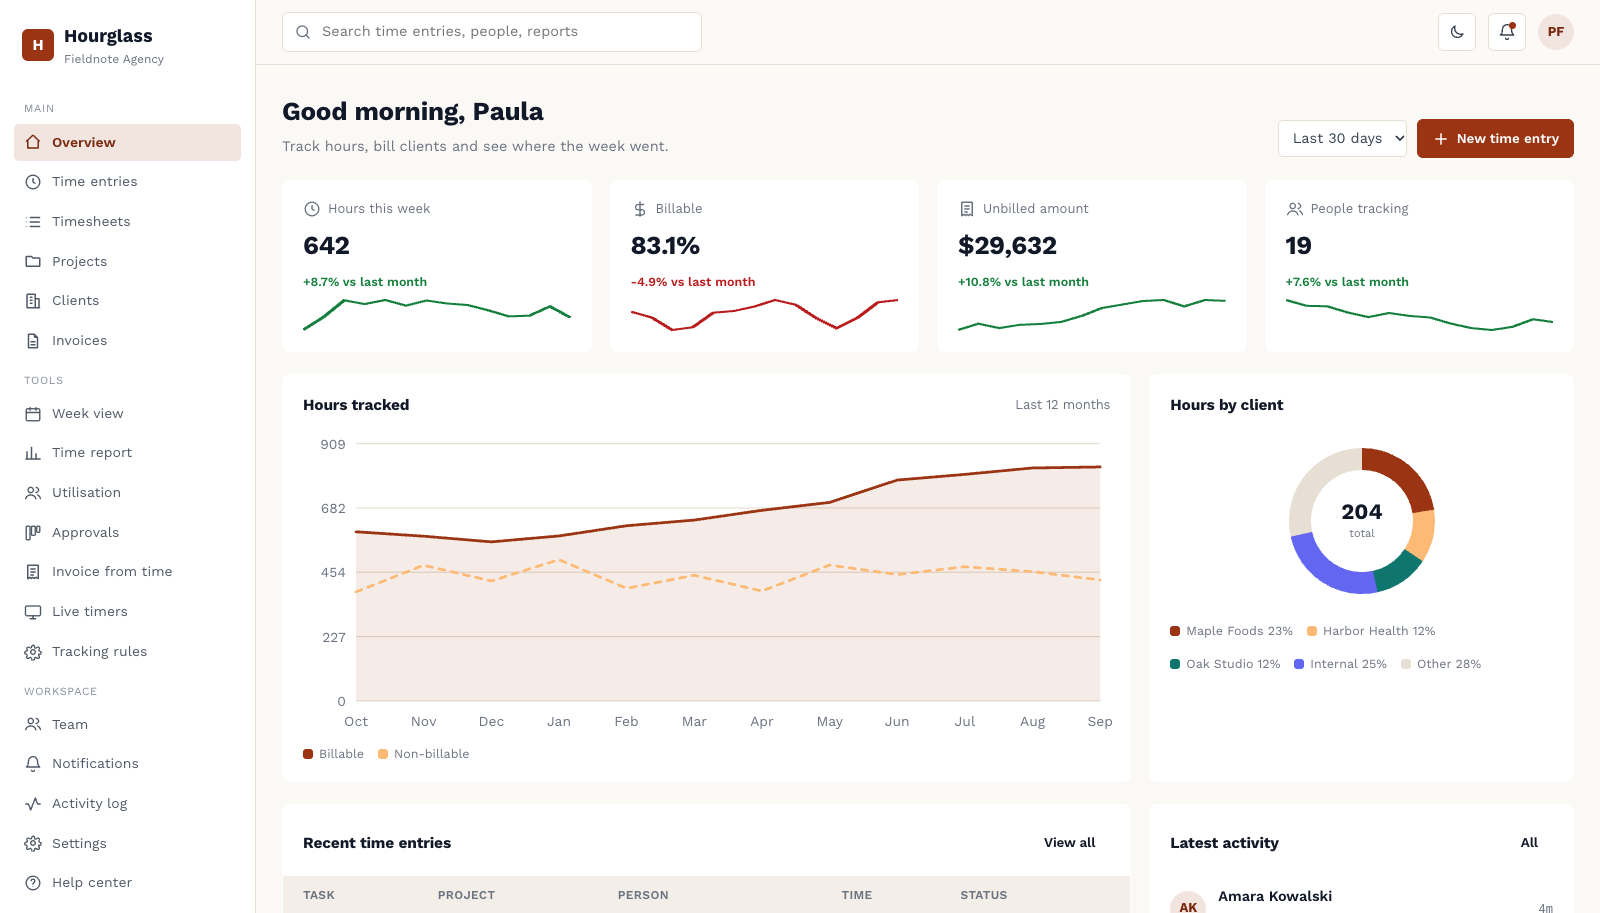 H
Hourglass
Fieldnote Agency
MAIN
Overview
Time entries
Timesheets
Projects
Clients
Invoices
TOOLS
Week view
Time report
Utilisation
Approvals
Invoice from time
Live timers
Tracking rules
WORKSPACE
Team
Notifications
Activity log
Settings
Help center
Search time entries, people, reports
PF
Good morning, Paula
Track hours, bill clients and see where the week went.
Last 30 days
New time entry
Hours this week
642
+8.7% vs last month
Billable
83.1%
-4.9% vs last month
Unbilled amount
$29,632
+10.8% vs last month
People tracking
19
+7.6% vs last month
Hours tracked
Last 12 months
909
682
454
227
0
Oct Nov Dec Jan Feb Mar Apr May Jun Jul Aug Sep
Billable Non-billable
Hours by client
204
total
Maple Foods 23% Harbor Health 12%
Oak Studio 12% Internal 25% Other 28%
Recent time entries
View all
TASK PROJECT PERSON TIME STATUS
Latest activity
All
AK
Amara Kowalski
4m